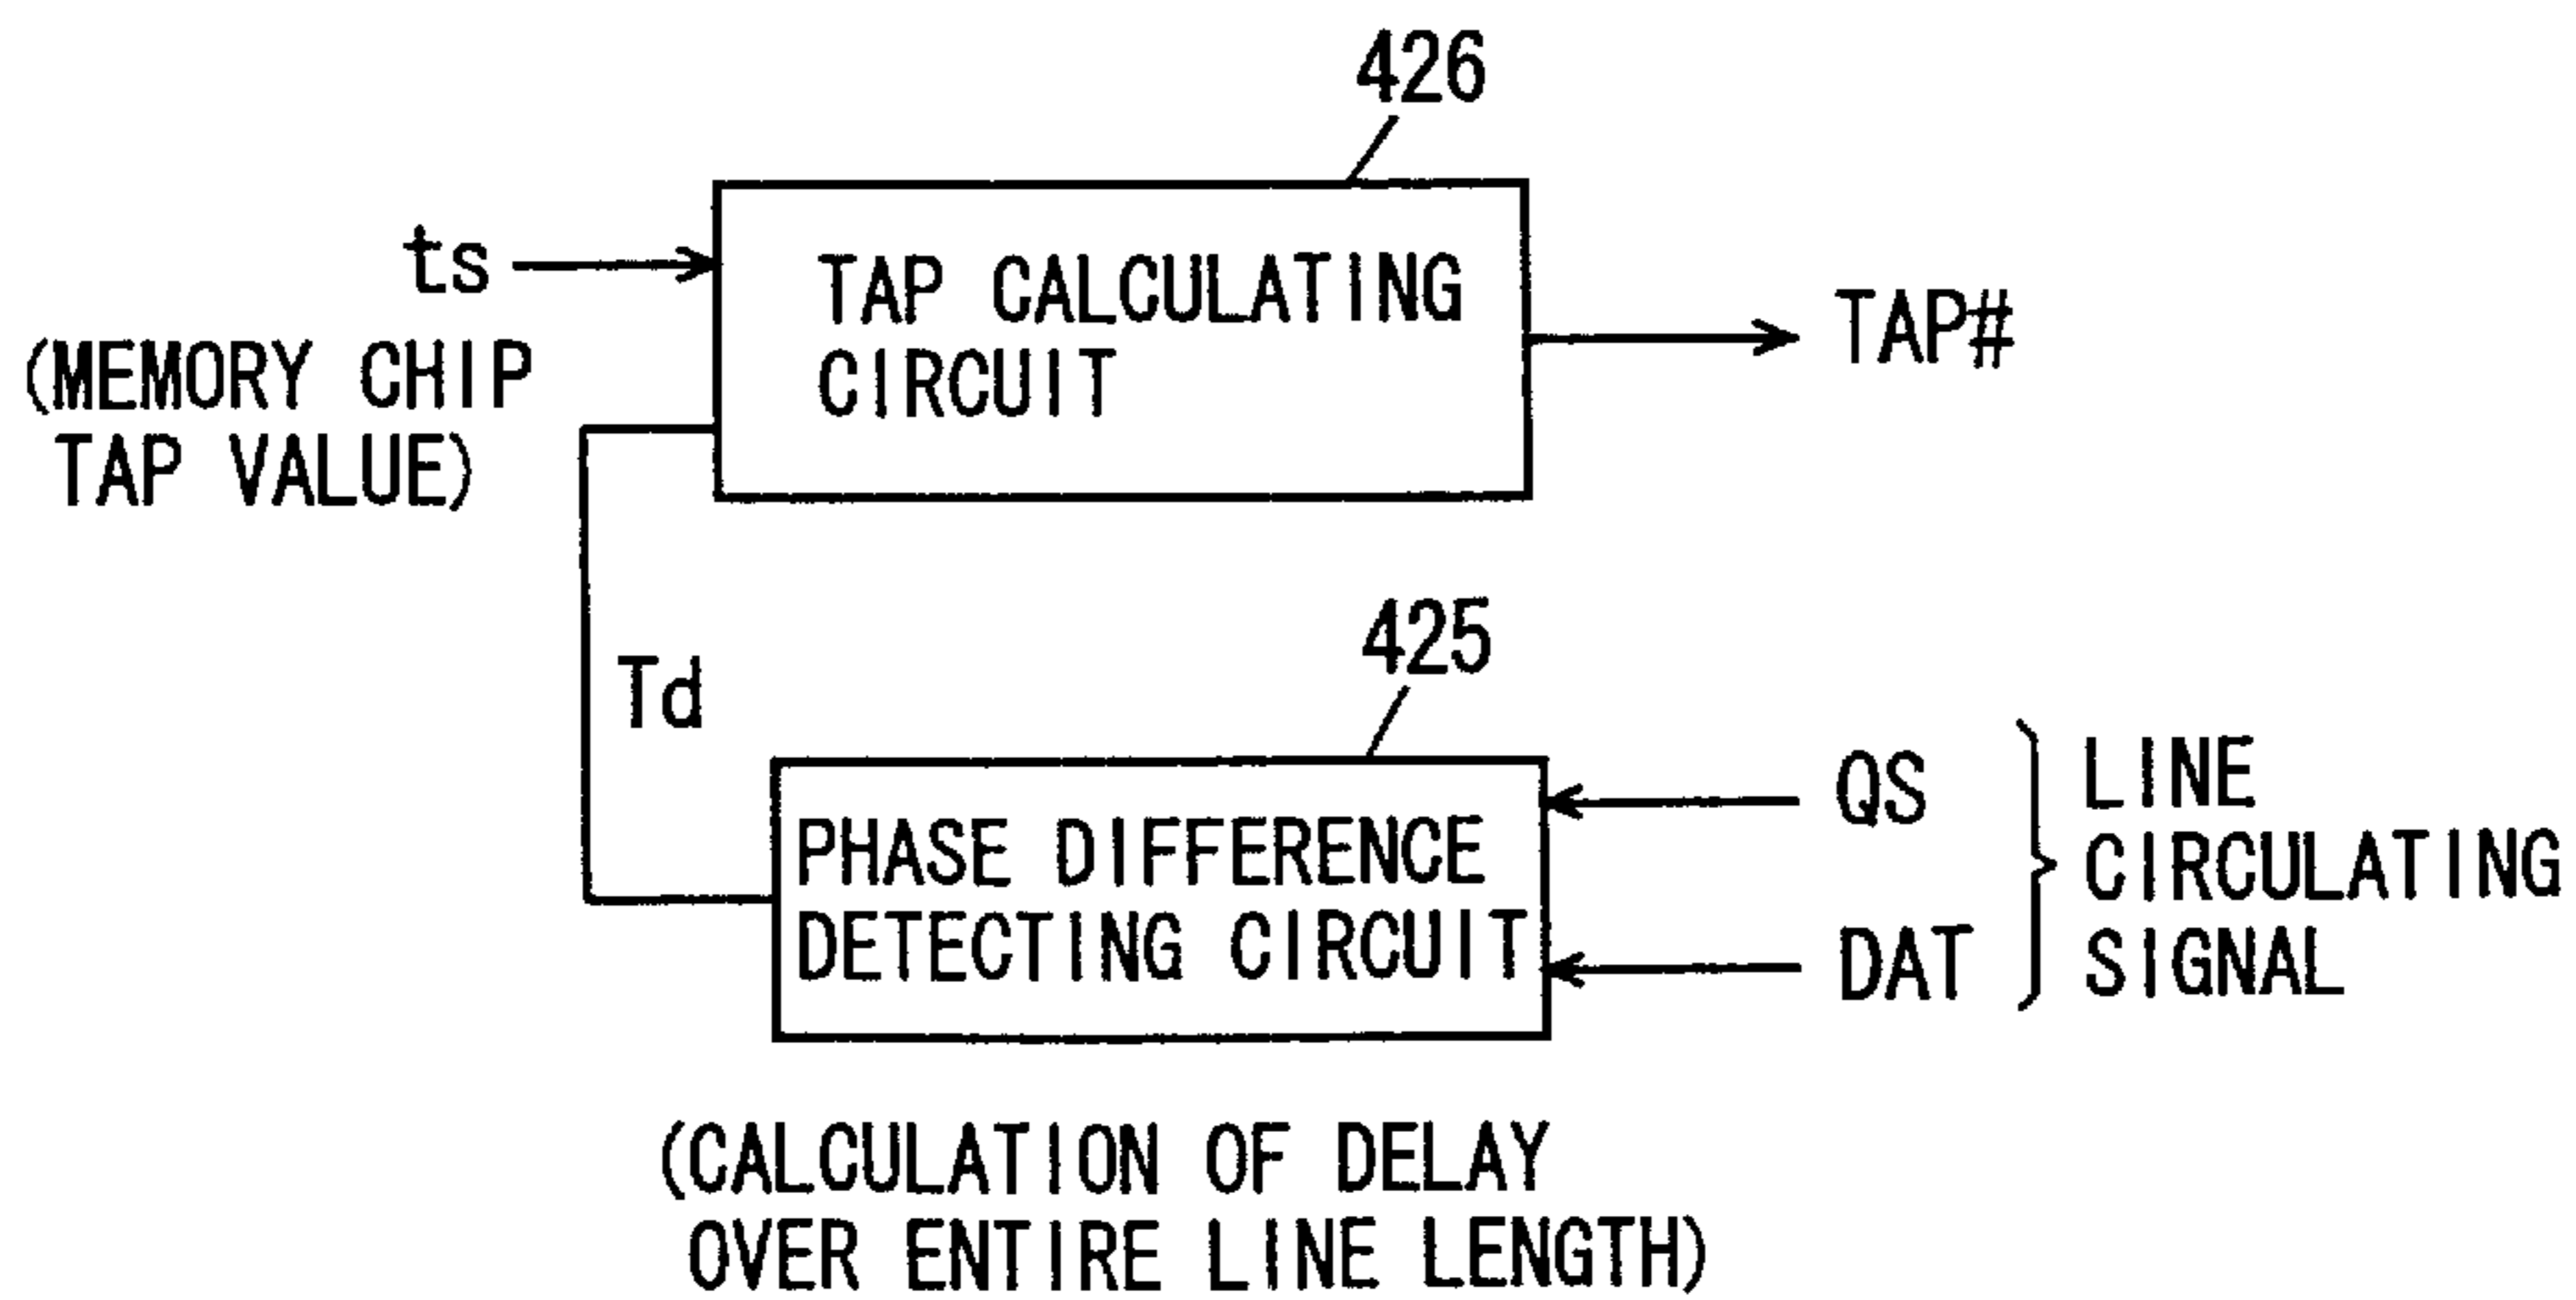 426
ts
(MEMORY CHIP
TAP VALUE)
TAP CALCULATING
CIRCUIT
TAP#
Td
425
PHASE DIFFERENCE
DETECTING CIRCUIT
QS
DAT
LINE
CIRCULATING
SIGNAL
(CALCULATION OF DELAY
OVER ENTIRE LINE LENGTH)